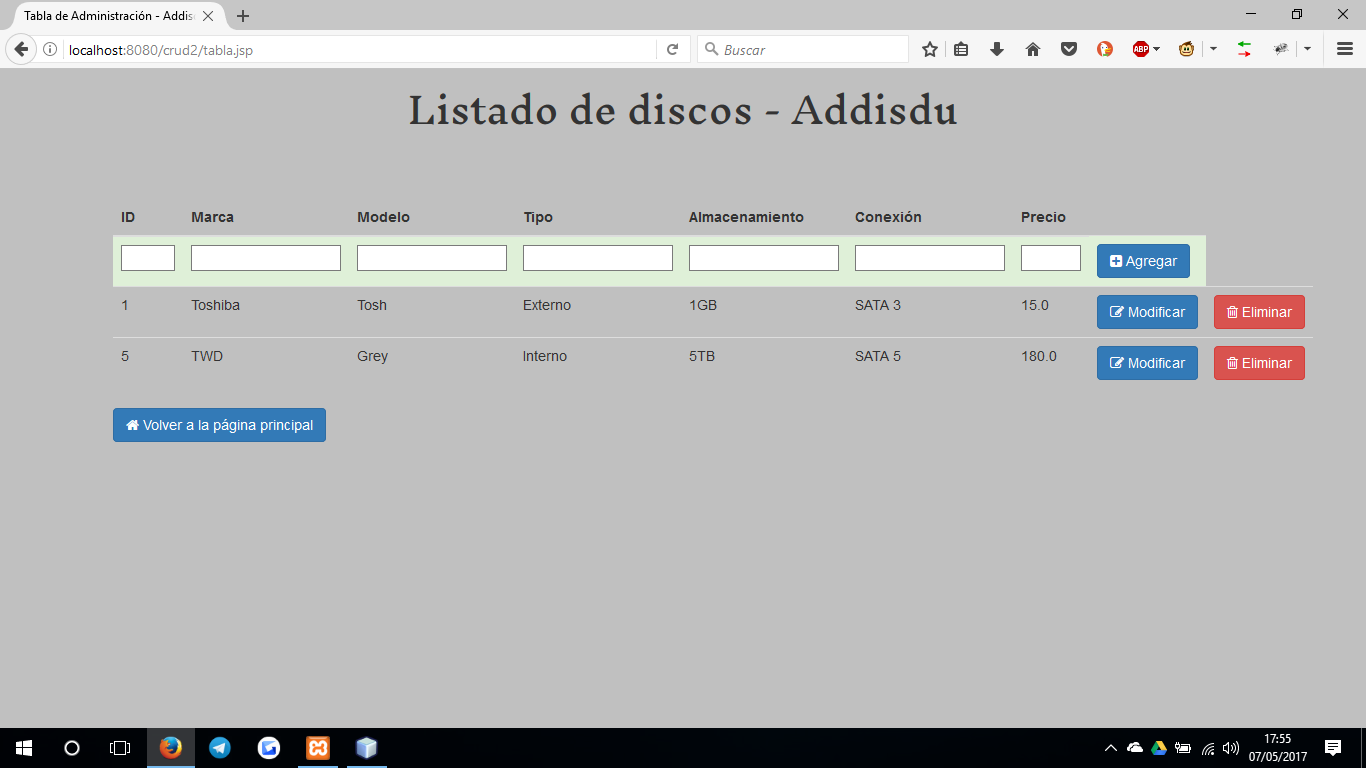 Tabla de Administración - Addis
localhost:8080/crud2/tabla.jsp
Buscar
ABP
Listado de discos - Addisdu
ID Marca Modelo Tipo Almacenamiento Conexión Precio
Agregar
1 Toshiba Tosh Externo 1GB SATA 3 15.0 Modificar Eliminar
5 TWD Grey Interno 5TB SATA 5 180.0 Modificar Eliminar
Volver a la página principal
17:55
07/05/2017